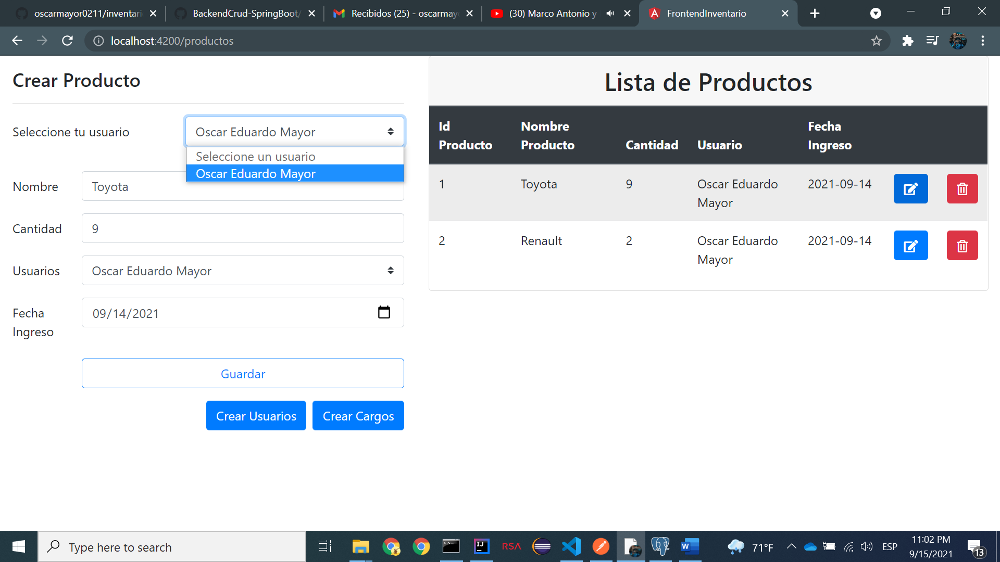 oscarmayor0211/inventari
BackendCrud-SpringBoot/
Recibidos (25) - oscarmayo
(30) Marco Antonio y
FrontendInventario
localhost:4200/productos
Crear Producto
Seleccione tu usuario
Oscar Eduardo Mayor
Seleccione un usuario
Oscar Eduardo Mayor
Nombre
Toyota
Cantidad
9
Usuarios
Oscar Eduardo Mayor
Fecha
Ingreso
09/14/2021
Guardar
Crear Usuarios
Crear Cargos
Lista de Productos
Id
Producto
Nombre
Producto
Cantidad
Usuario
Fecha
Ingreso
1
Toyota
9
Oscar Eduardo
Mayor
2021-09-14
2
Renault
2
Oscar Eduardo
Mayor
2021-09-14
Type here to search
IJ
RSA
W
71°F
ESP
11:02 PM
9/15/2021
13